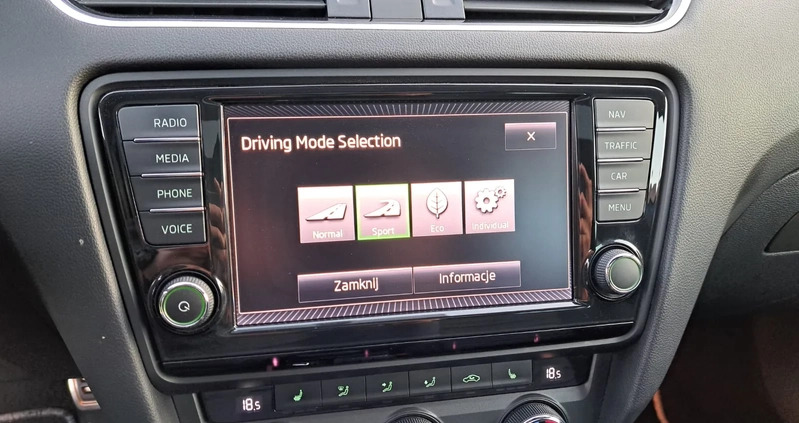 RADIO
MEDIA
PHONE
VOICE
Driving Mode Selection
×
Normal
Sport
Eco
Individual
Zamknij
Informacje
NAV
TRAFFIC
CAR
MENU
18.5
18.5